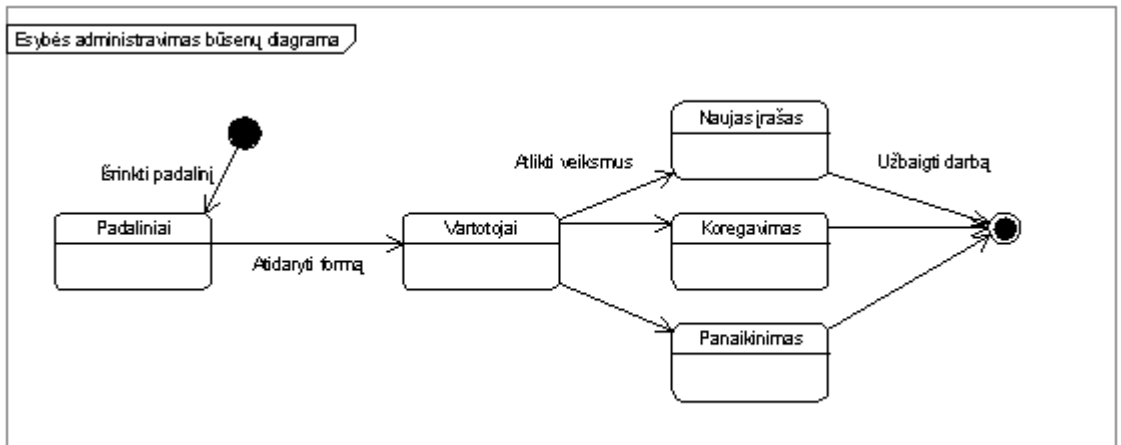 Esybės administravimas būsenų diagrama
Naujas įrašas
Atlikti veiksmus
Užbaigti darbą
Išrinkti padalinį
Padaliniai
Vartotojai
Koregavimas
Atidaryti formą
Panaikinimas